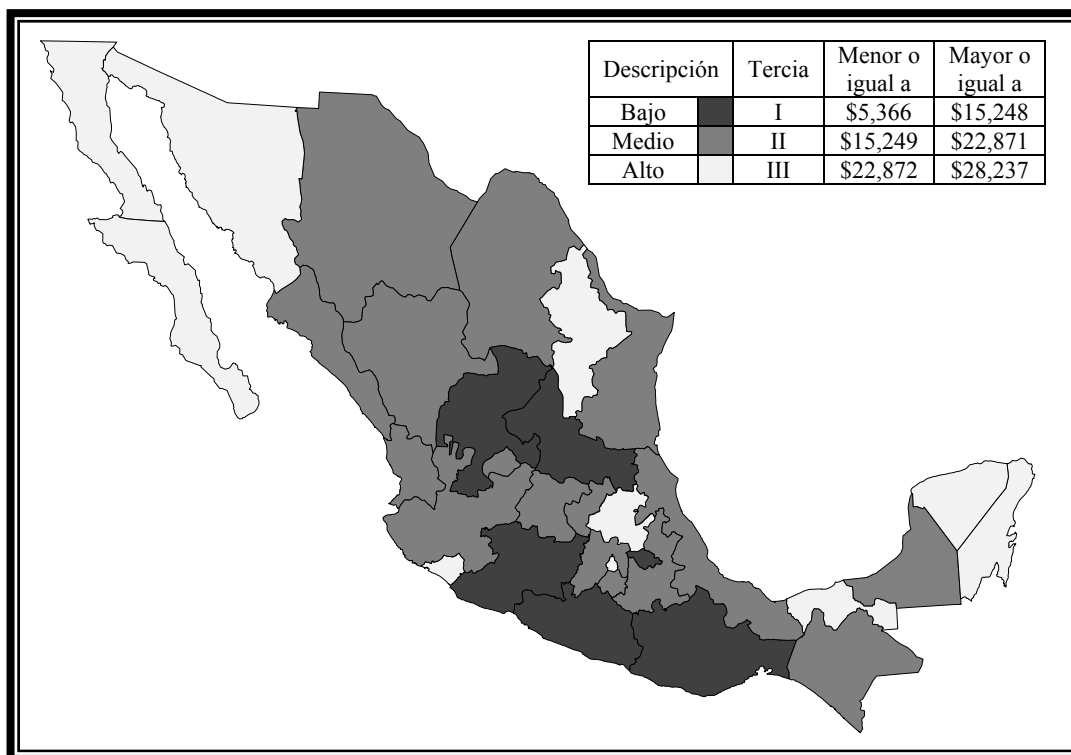 Descripción Tercia Menor o igual a Mayor o igual a
Bajo I $5,366 $15,248
Medio II $15,249 $22,871
Alto III $22,872 $28,237